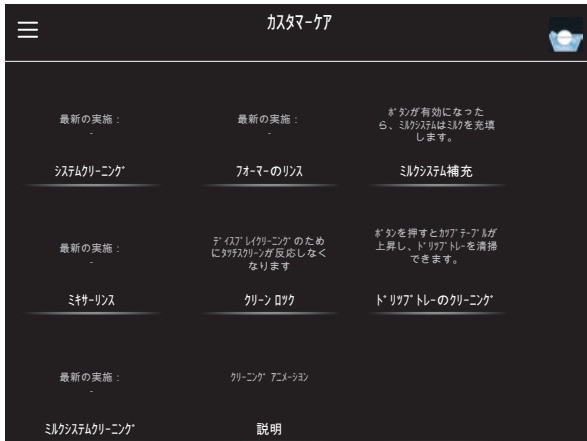 カスタマーケア
最新の実施：
-
システムクリーニング
最新の実施：
-
フォーマーのリンス
ボタンが有効になった
ら、ミルクシステムはミルクを充填
します。
ミルクシステム補充
最新の実施：
-
ミキサーリンス
ディスプレイクリーニングのため
にタッチスクリーンが反応しなく
なります
クリーン ロック
ボタンを押すとカップテーブルが
上昇し、ドリップトレーを清掃
できます。
ドリップトレーのクリーニング
最新の実施：
-
ミルクシステムクリーニング
クリーニング アニメーション
説明